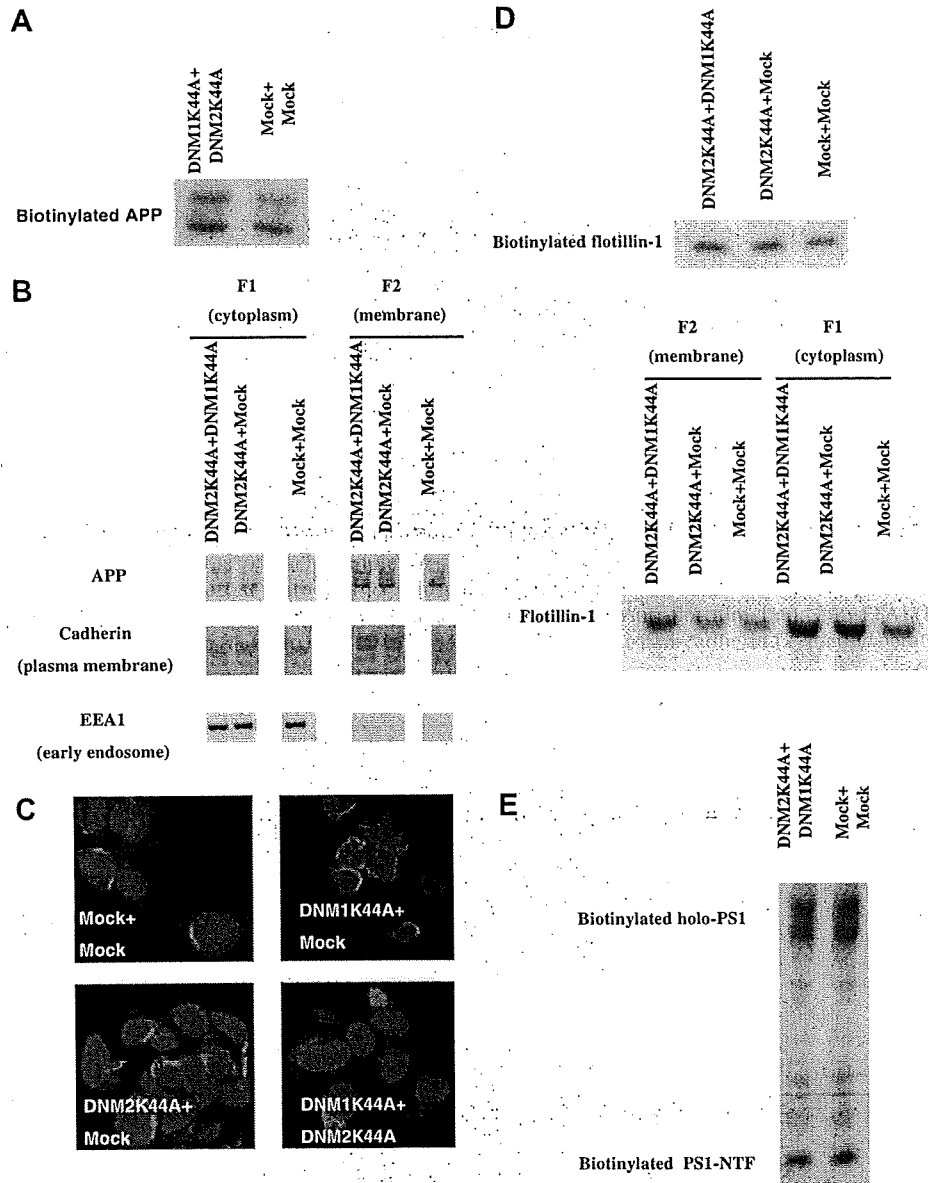 A
DNM1K44A+
DNM2K44A
Mock+
Mock
Biotinylated APP
B
F1
(cytoplasm)
F2
(membrane)
DNM2K44A+DNM1K44A
DNM2K44A+Mock
Mock+Mock
DNM2K44A+DNM1K44A
DNM2K44A+Mock
Mock+Mock
APP
Cadherin
(plasma membrane)
EEA1
(early endosome)
C
Mock+
Mock
DNM1K44A+
Mock
DNM2K44A+
Mock
DNM1K44A+
DNM2K44A
D
DNM2K44A+DNM1K44A
DNM2K44A+Mock
Mock+Mock
Biotinylated flotillin-1
F2
(membrane)
F1
(cytoplasm)
DNM2K44A+DNM1K44A
DNM2K44A+Mock
Mock+Mock
DNM2K44A+DNM1K44A
DNM2K44A+Mock
Mock+Mock
Flotillin-1
E
DNM2K44A+
DNM1K44A
Mock+
Mock
Biotinylated holo-PS1
Biotinylated PS1-NTF